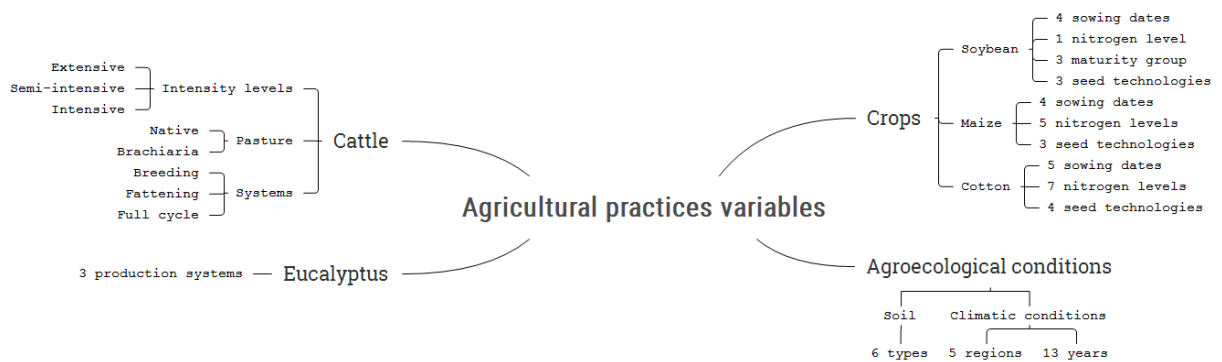 Agricultural practices variables
Cattle
Intensity levels
Extensive
Semi-intensive
Intensive
Pasture
Native
Brachiaria
Systems
Breeding
Fattening
Full cycle
Eucalyptus
3 production systems
Crops
Soybean
4 sowing dates
1 nitrogen level
3 maturity group
3 seed technologies
Maize
4 sowing dates
5 nitrogen levels
3 seed technologies
Cotton
5 sowing dates
7 nitrogen levels
4 seed technologies
Agroecological conditions
Soil
6 types
Climatic conditions
5 regions
13 years